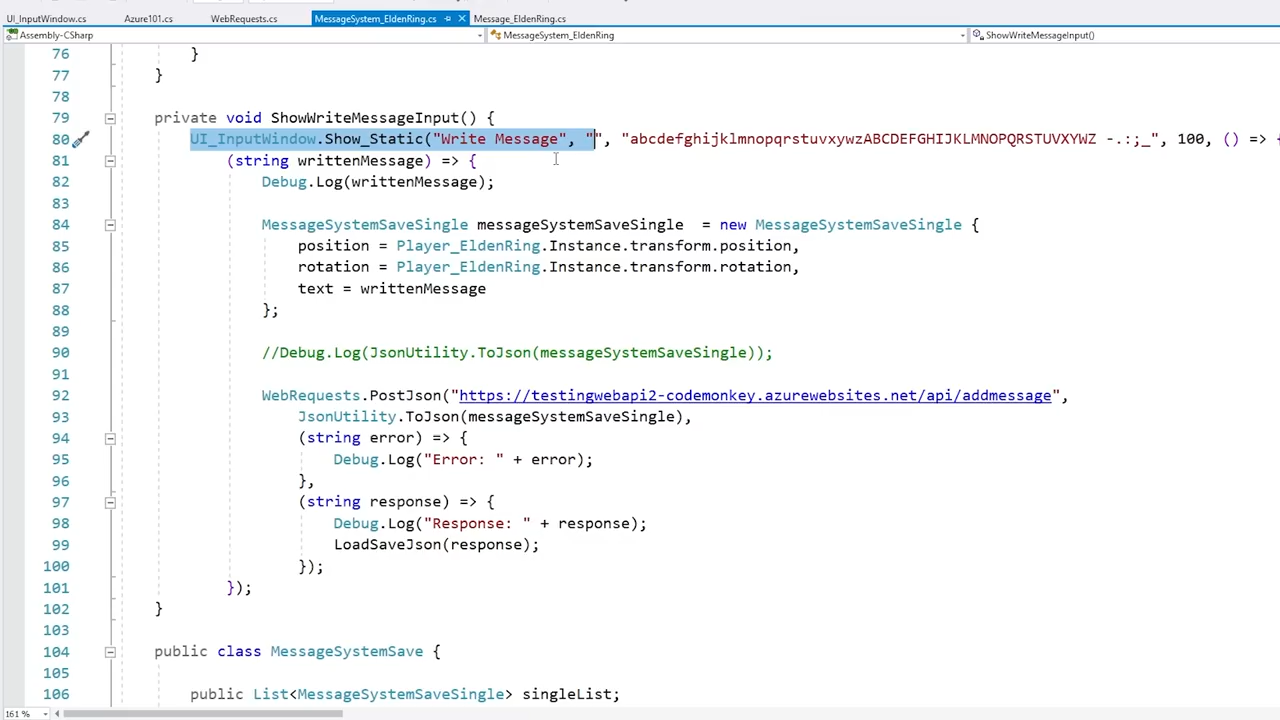 UI_InputWindow.cs Azure101.cs WebRequests.cs MessageSystem_EldenRing.cs Message_EldenRing.cs
Assembly-CSharp MessageSystem_EldenRing ShowWriteMessageInput()
76 }
77 }
78
79 private void ShowWriteMessageInput() {
80 UI_InputWindow.Show_Static("Write Message", "", "abcdefghijklmnopqrstuvxywzABCDEFGHIJKLMNOPQRSTUVXYWZ -.:;_", 100, () => {
81 (string writtenMessage) => {
82 Debug.Log(writtenMessage);
83
84 MessageSystemSaveSingle messageSystemSaveSingle = new MessageSystemSaveSingle {
85 position = Player_EldenRing.Instance.transform.position,
86 rotation = Player_EldenRing.Instance.transform.rotation,
87 text = writtenMessage
88 };
89
90 //Debug.Log(JsonUtility.ToJson(messageSystemSaveSingle));
91
92 WebRequests.PostJson("https://testingwebapi2-codemonkey.azurewebsites.net/api/addmessage",
93 JsonUtility.ToJson(messageSystemSaveSingle),
94 (string error) => {
95 Debug.Log("Error: " + error);
96 },
97 (string response) => {
98 Debug.Log("Response: " + response);
99 LoadSaveJson(response);
100 });
101 });
102 }
103
104 public class MessageSystemSave {
105
106 public List<MessageSystemSaveSingle> singleList;
161 %